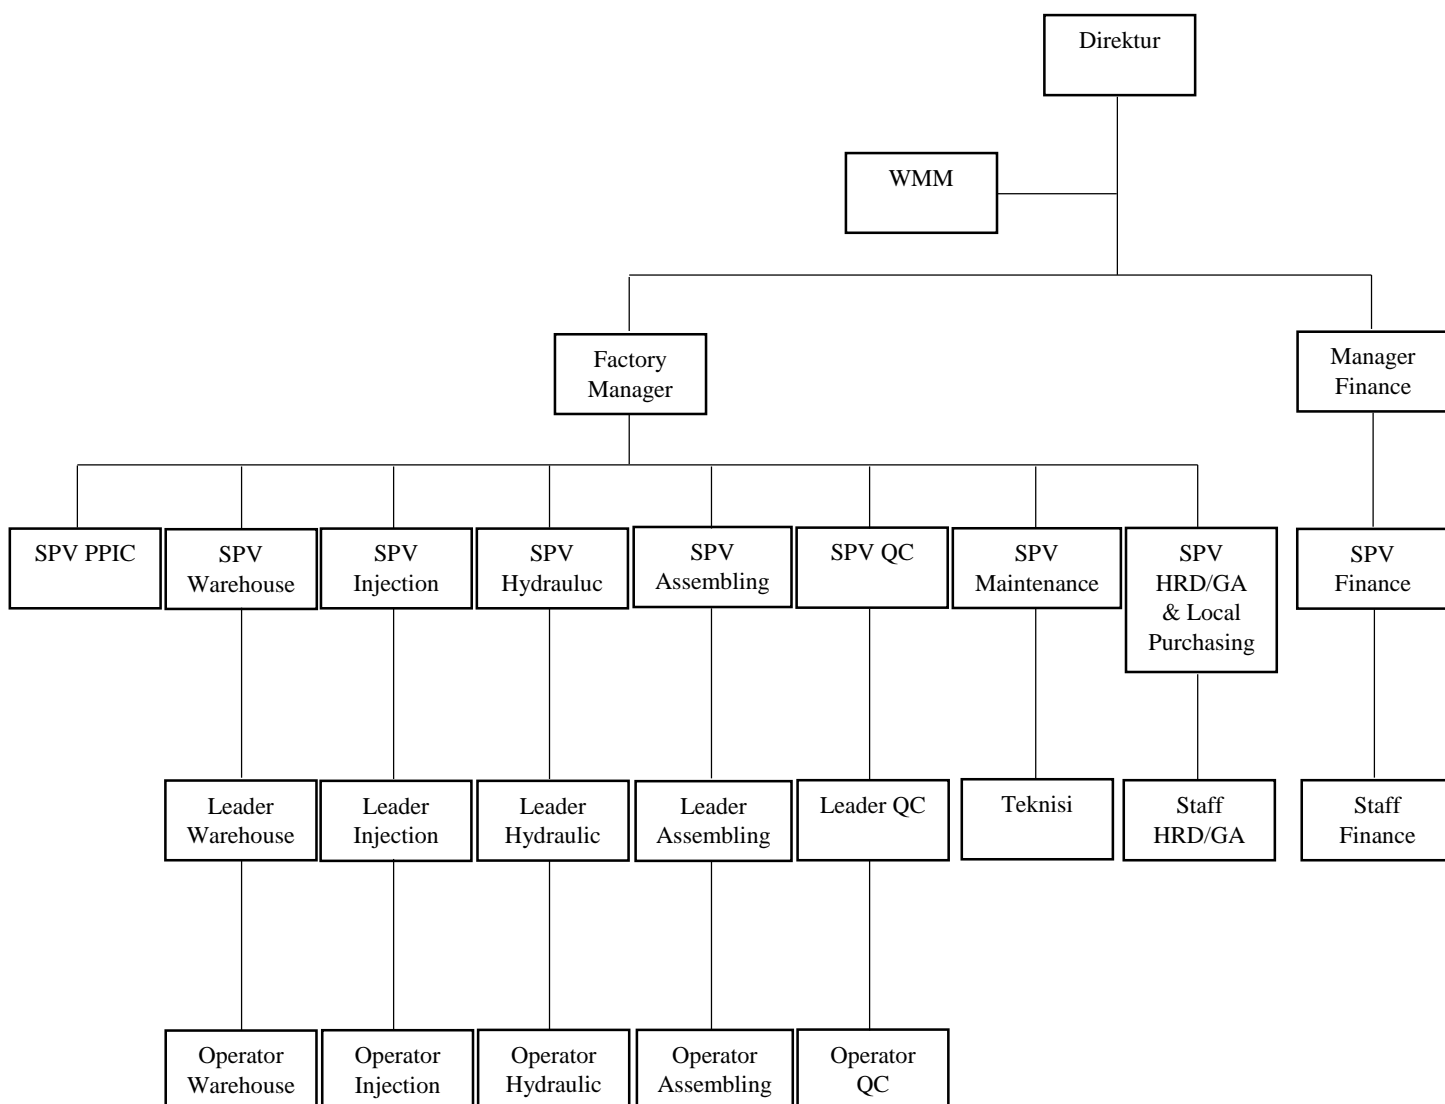 Direktur
WMM
Factory
Manager
Manager
Finance
SPV PPIC
SPV
Warehouse
SPV
Injection
SPV
Hydrauluc
SPV
Assembling
SPV QC
SPV
Maintenance
SPV
HRD/GA
& Local
Purchasing
SPV
Finance
Leader
Warehouse
Leader
Injection
Leader
Hydraulic
Leader
Assembling
Leader QC
Teknisi
Staff
HRD/GA
Staff
Finance
Operator
Warehouse
Operator
Injection
Operator
Hydraulic
Operator
Assembling
Operator
QC